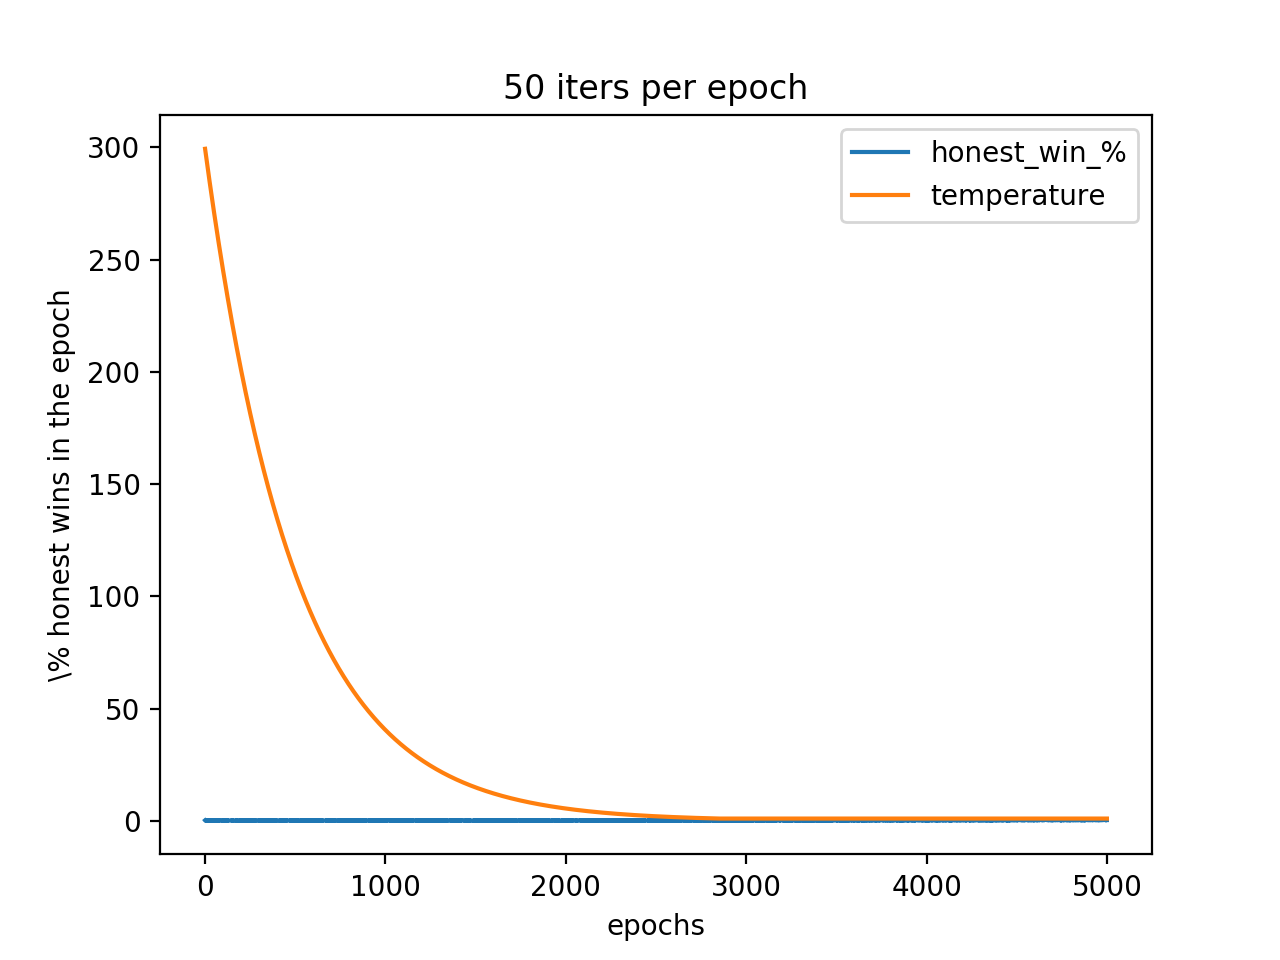 50 iters per epoch
honest_win_%
temperature
300
250
200
150
100
50
0
\% honest wins in the epoch
0 1000 2000 3000 4000 5000
epochs